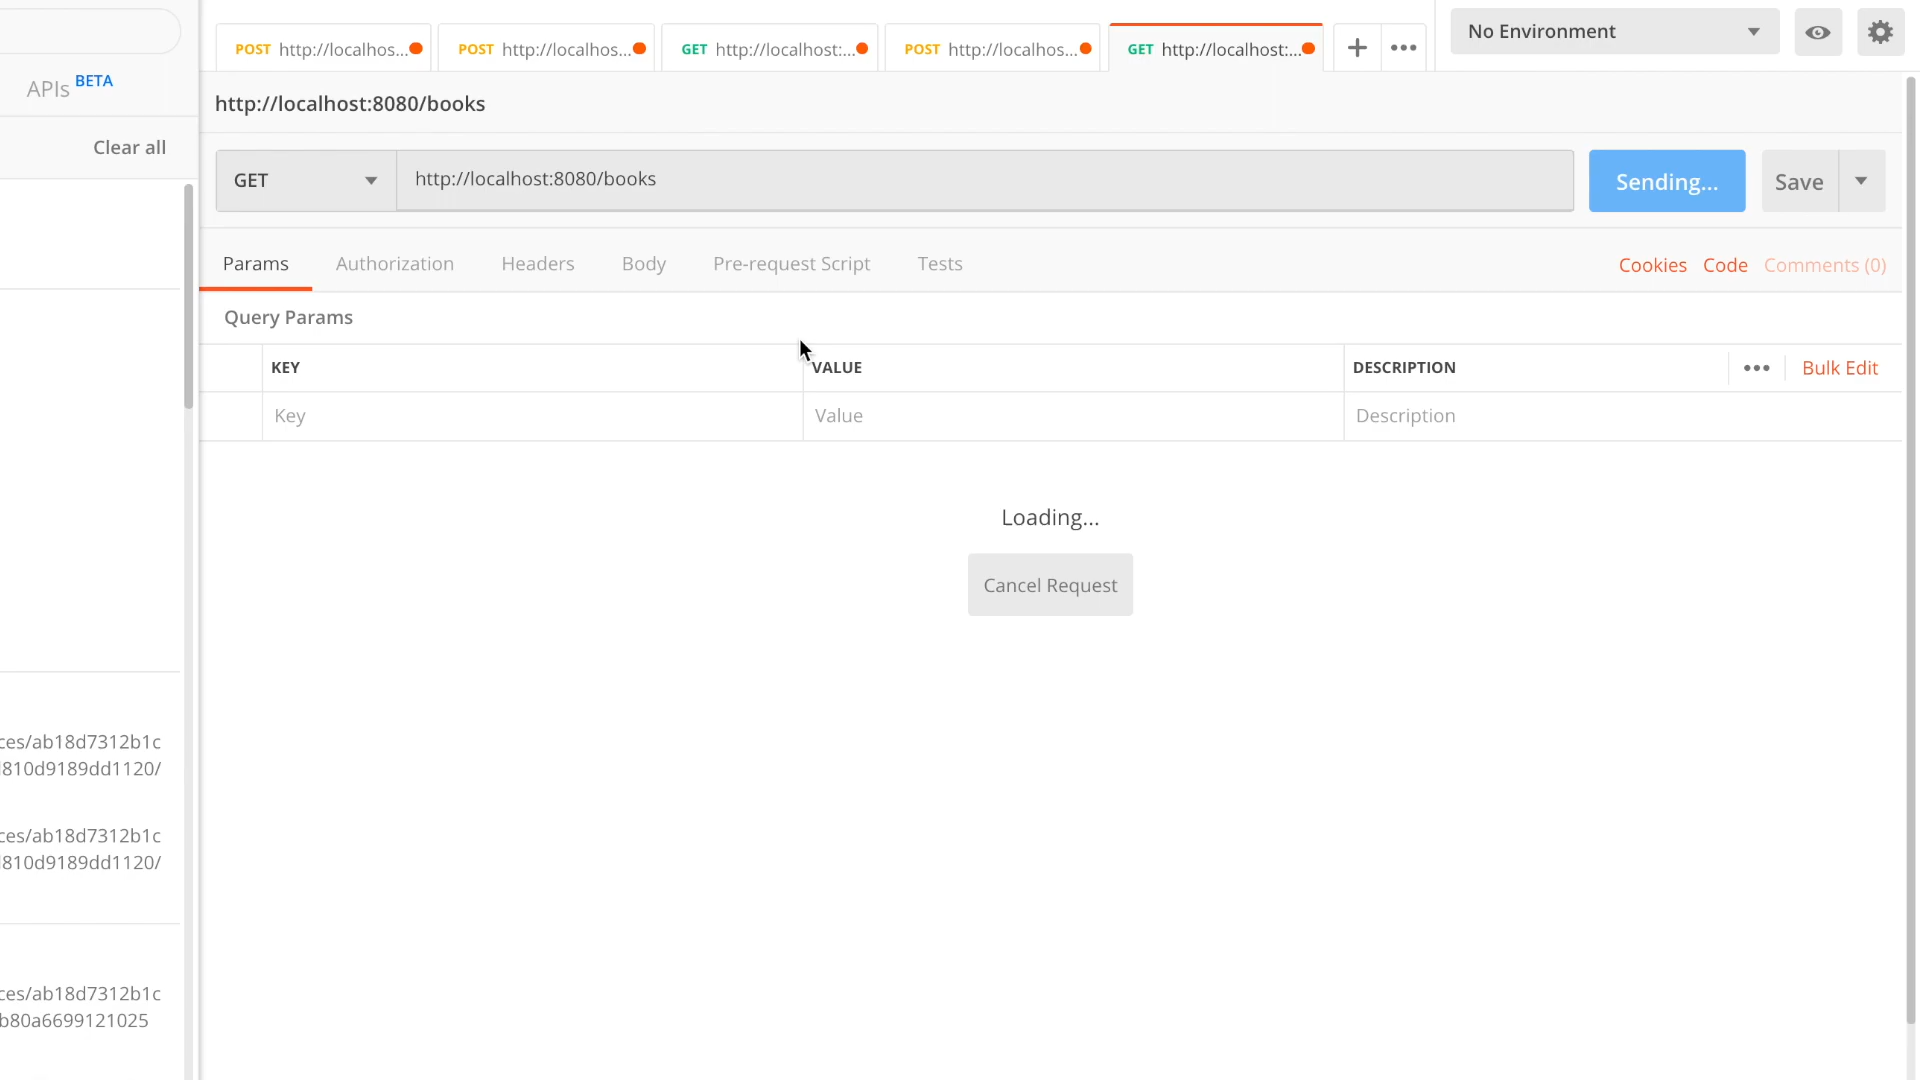 POST http://localhos...
POST http://localhos...
GET http://localhost:...
POST http://localhos...
GET http://localhost:...
No Environment
APIs BETA
Clear all
http://localhost:8080/books
GET
http://localhost:8080/books
Sending...
Save
Params
Authorization
Headers
Body
Pre-request Script
Tests
Cookies
Code
Comments (0)
Query Params
KEY
VALUE
DESCRIPTION
Bulk Edit
Key
Value
Description
Loading...
Cancel Request
ces/ab18d7312b1c
810d9189dd1120/
ces/ab18d7312b1c
810d9189dd1120/
ces/ab18d7312b1c
b80a6699121025